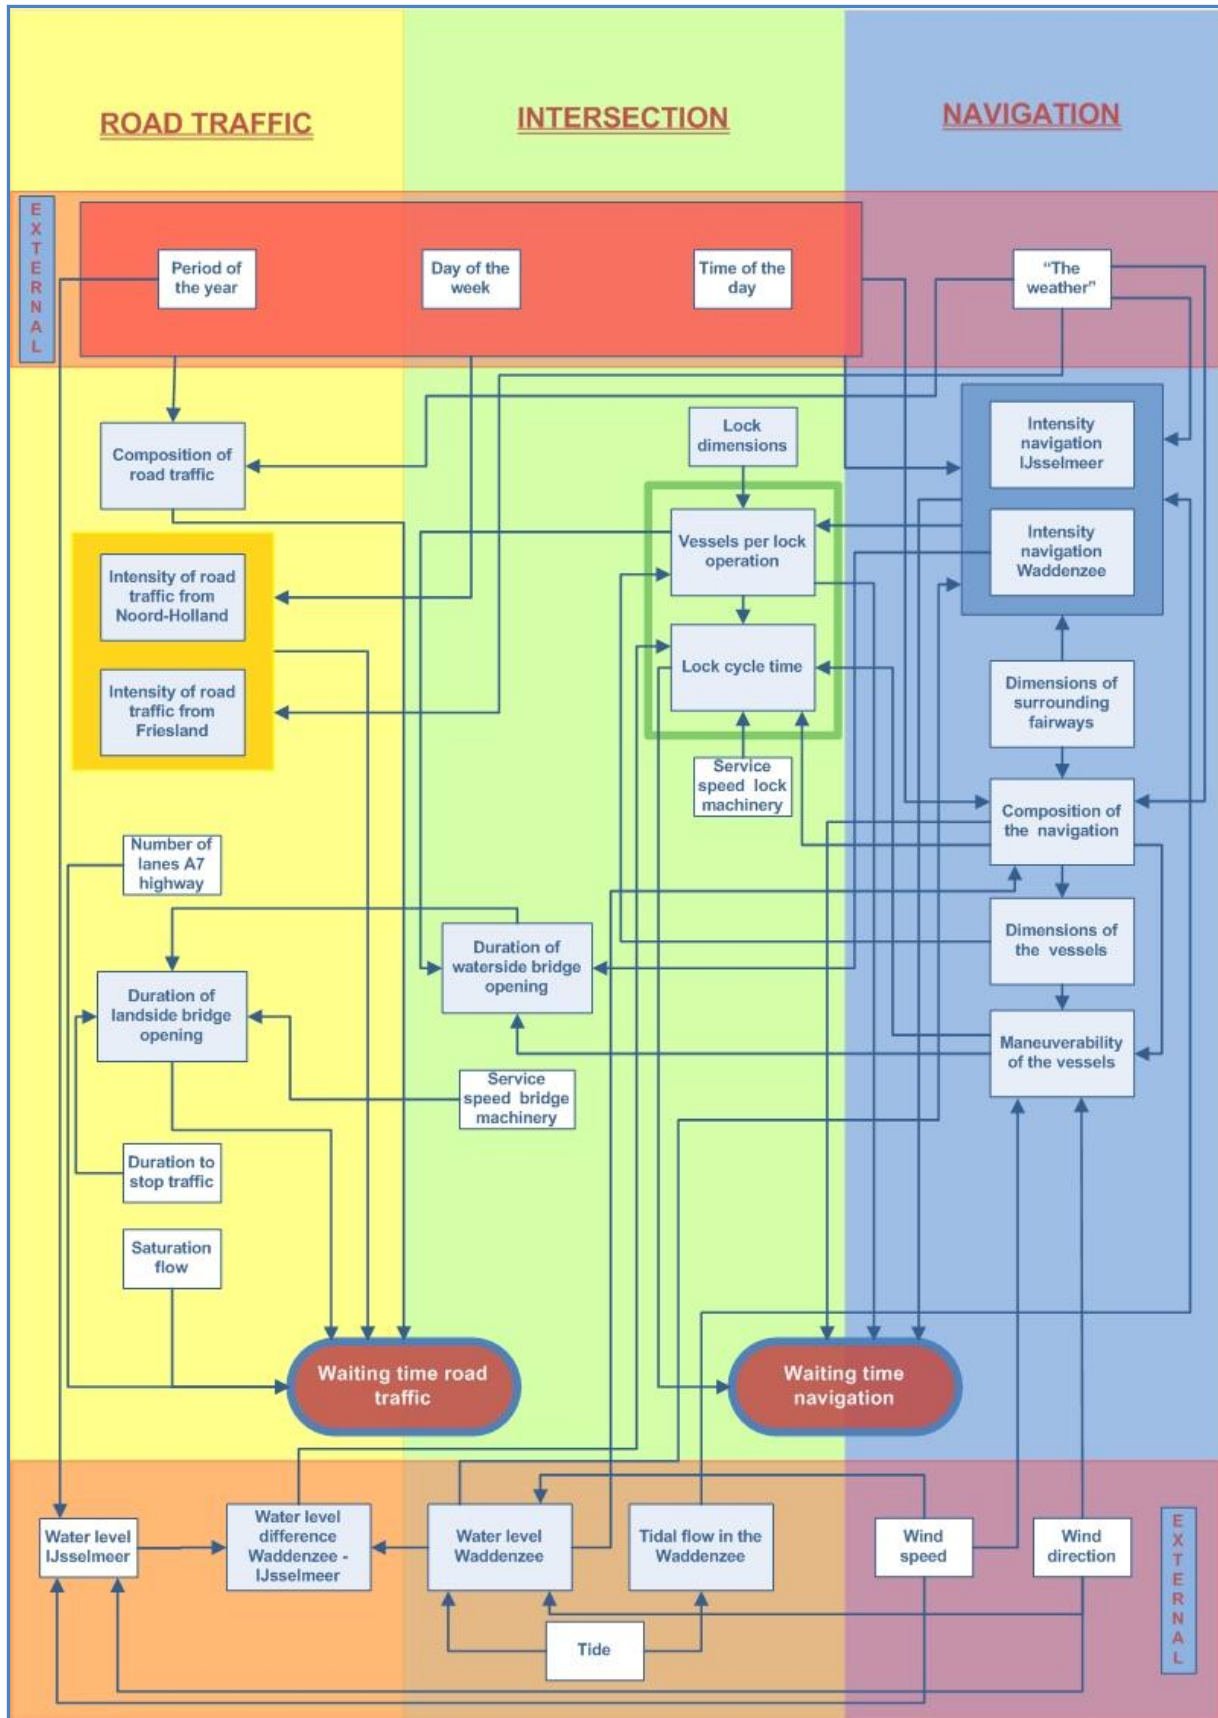 ROAD TRAFFIC
INTERSECTION
NAVIGATION
EXTERNAL
Period of
the year
Day of the
week
Time of the
day
“The
weather”
Composition of
road traffic
Lock
dimensions
Intensity
navigation
IJsselmeer
Intensity of road
traffic from
Noord-Holland
Vessels per lock
operation
Intensity
navigation
Waddenzee
Intensity of road
traffic from
Friesland
Lock cycle time
Dimensions of
surrounding
fairways
Service
speed lock
machinery
Composition of
the navigation
Number of
lanes A7
highway
Duration of
waterside bridge
opening
Dimensions of
the vessels
Duration of
landside bridge
opening
Maneuverability
of the vessels
Service
speed bridge
machinery
Duration to
stop traffic
Saturation
flow
Waiting time road
traffic
Waiting time
navigation
Water level
IJsselmeer
Water level
difference
Waddenzee -
IJsselmeer
Water level
Waddenzee
Tidal flow in the
Waddenzee
Wind
speed
Wind
direction
EXTERNAL
Tide